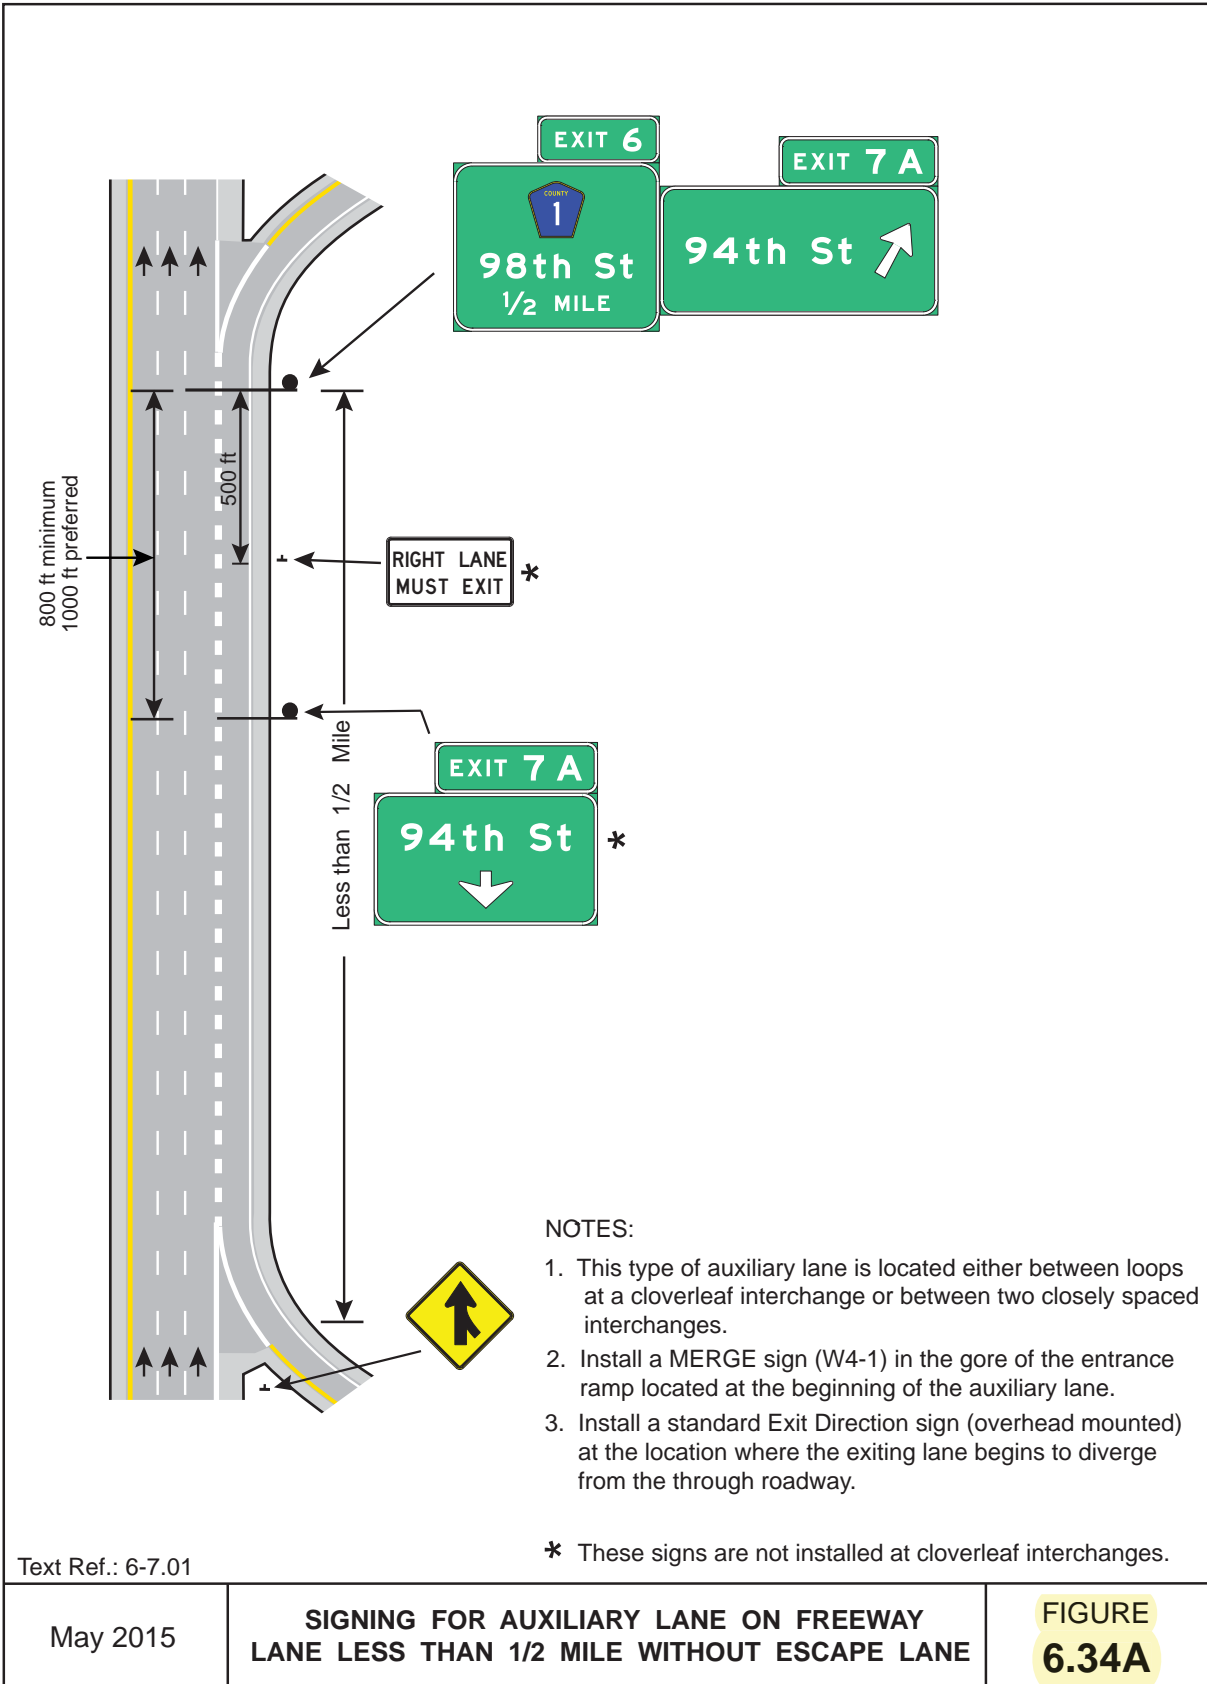 EXIT 6
EXIT 7 A
COUNTY
1
98th St
1/2 MILE
94th St
500 ft
800 ft minimum
1000 ft preferred
RIGHT LANE
MUST EXIT *
Less than 1/2 Mile
EXIT 7 A
94th St *
NOTES:
1. This type of auxiliary lane is located either between loops
at a cloverleaf interchange or between two closely spaced
interchanges.
2. Install a MERGE sign (W4-1) in the gore of the entrance
ramp located at the beginning of the auxiliary lane.
3. Install a standard Exit Direction sign (overhead mounted)
at the location where the exiting lane begins to diverge
from the through roadway.
* These signs are not installed at cloverleaf interchanges.
Text Ref.: 6-7.01
May 2015
SIGNING FOR AUXILIARY LANE ON FREEWAY
LANE LESS THAN 1/2 MILE WITHOUT ESCAPE LANE
FIGURE
6.34A